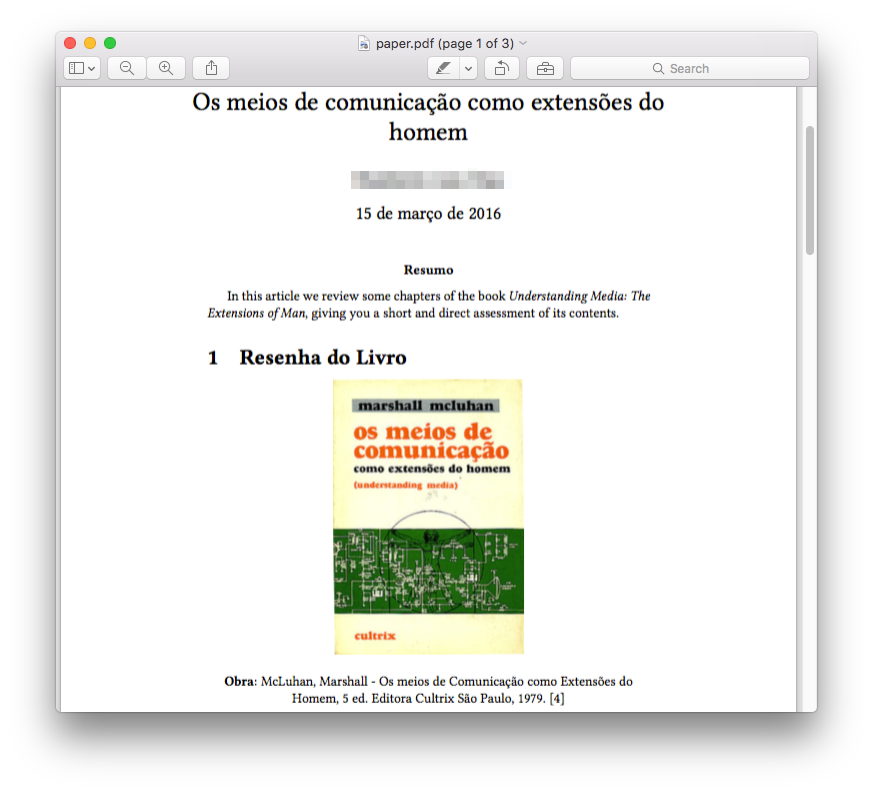 paper.pdf (page 1 of 3)
Search
Os meios de comunicação como extensões do
homem
15 de março de 2016
Resumo
In this article we review some chapters of the book Understanding Media: The
Extensions of Man, giving you a short and direct assessment of its contents.
1 Resenha do Livro
marshall mcluhan
os meios de
comunicação
como extensões do homem
(understanding media)
cultrix
Obra: McLuhan, Marshall - Os meios de Comunicação como Extensões do
Homem, 5 ed. Editora Cultrix São Paulo, 1979. [4]